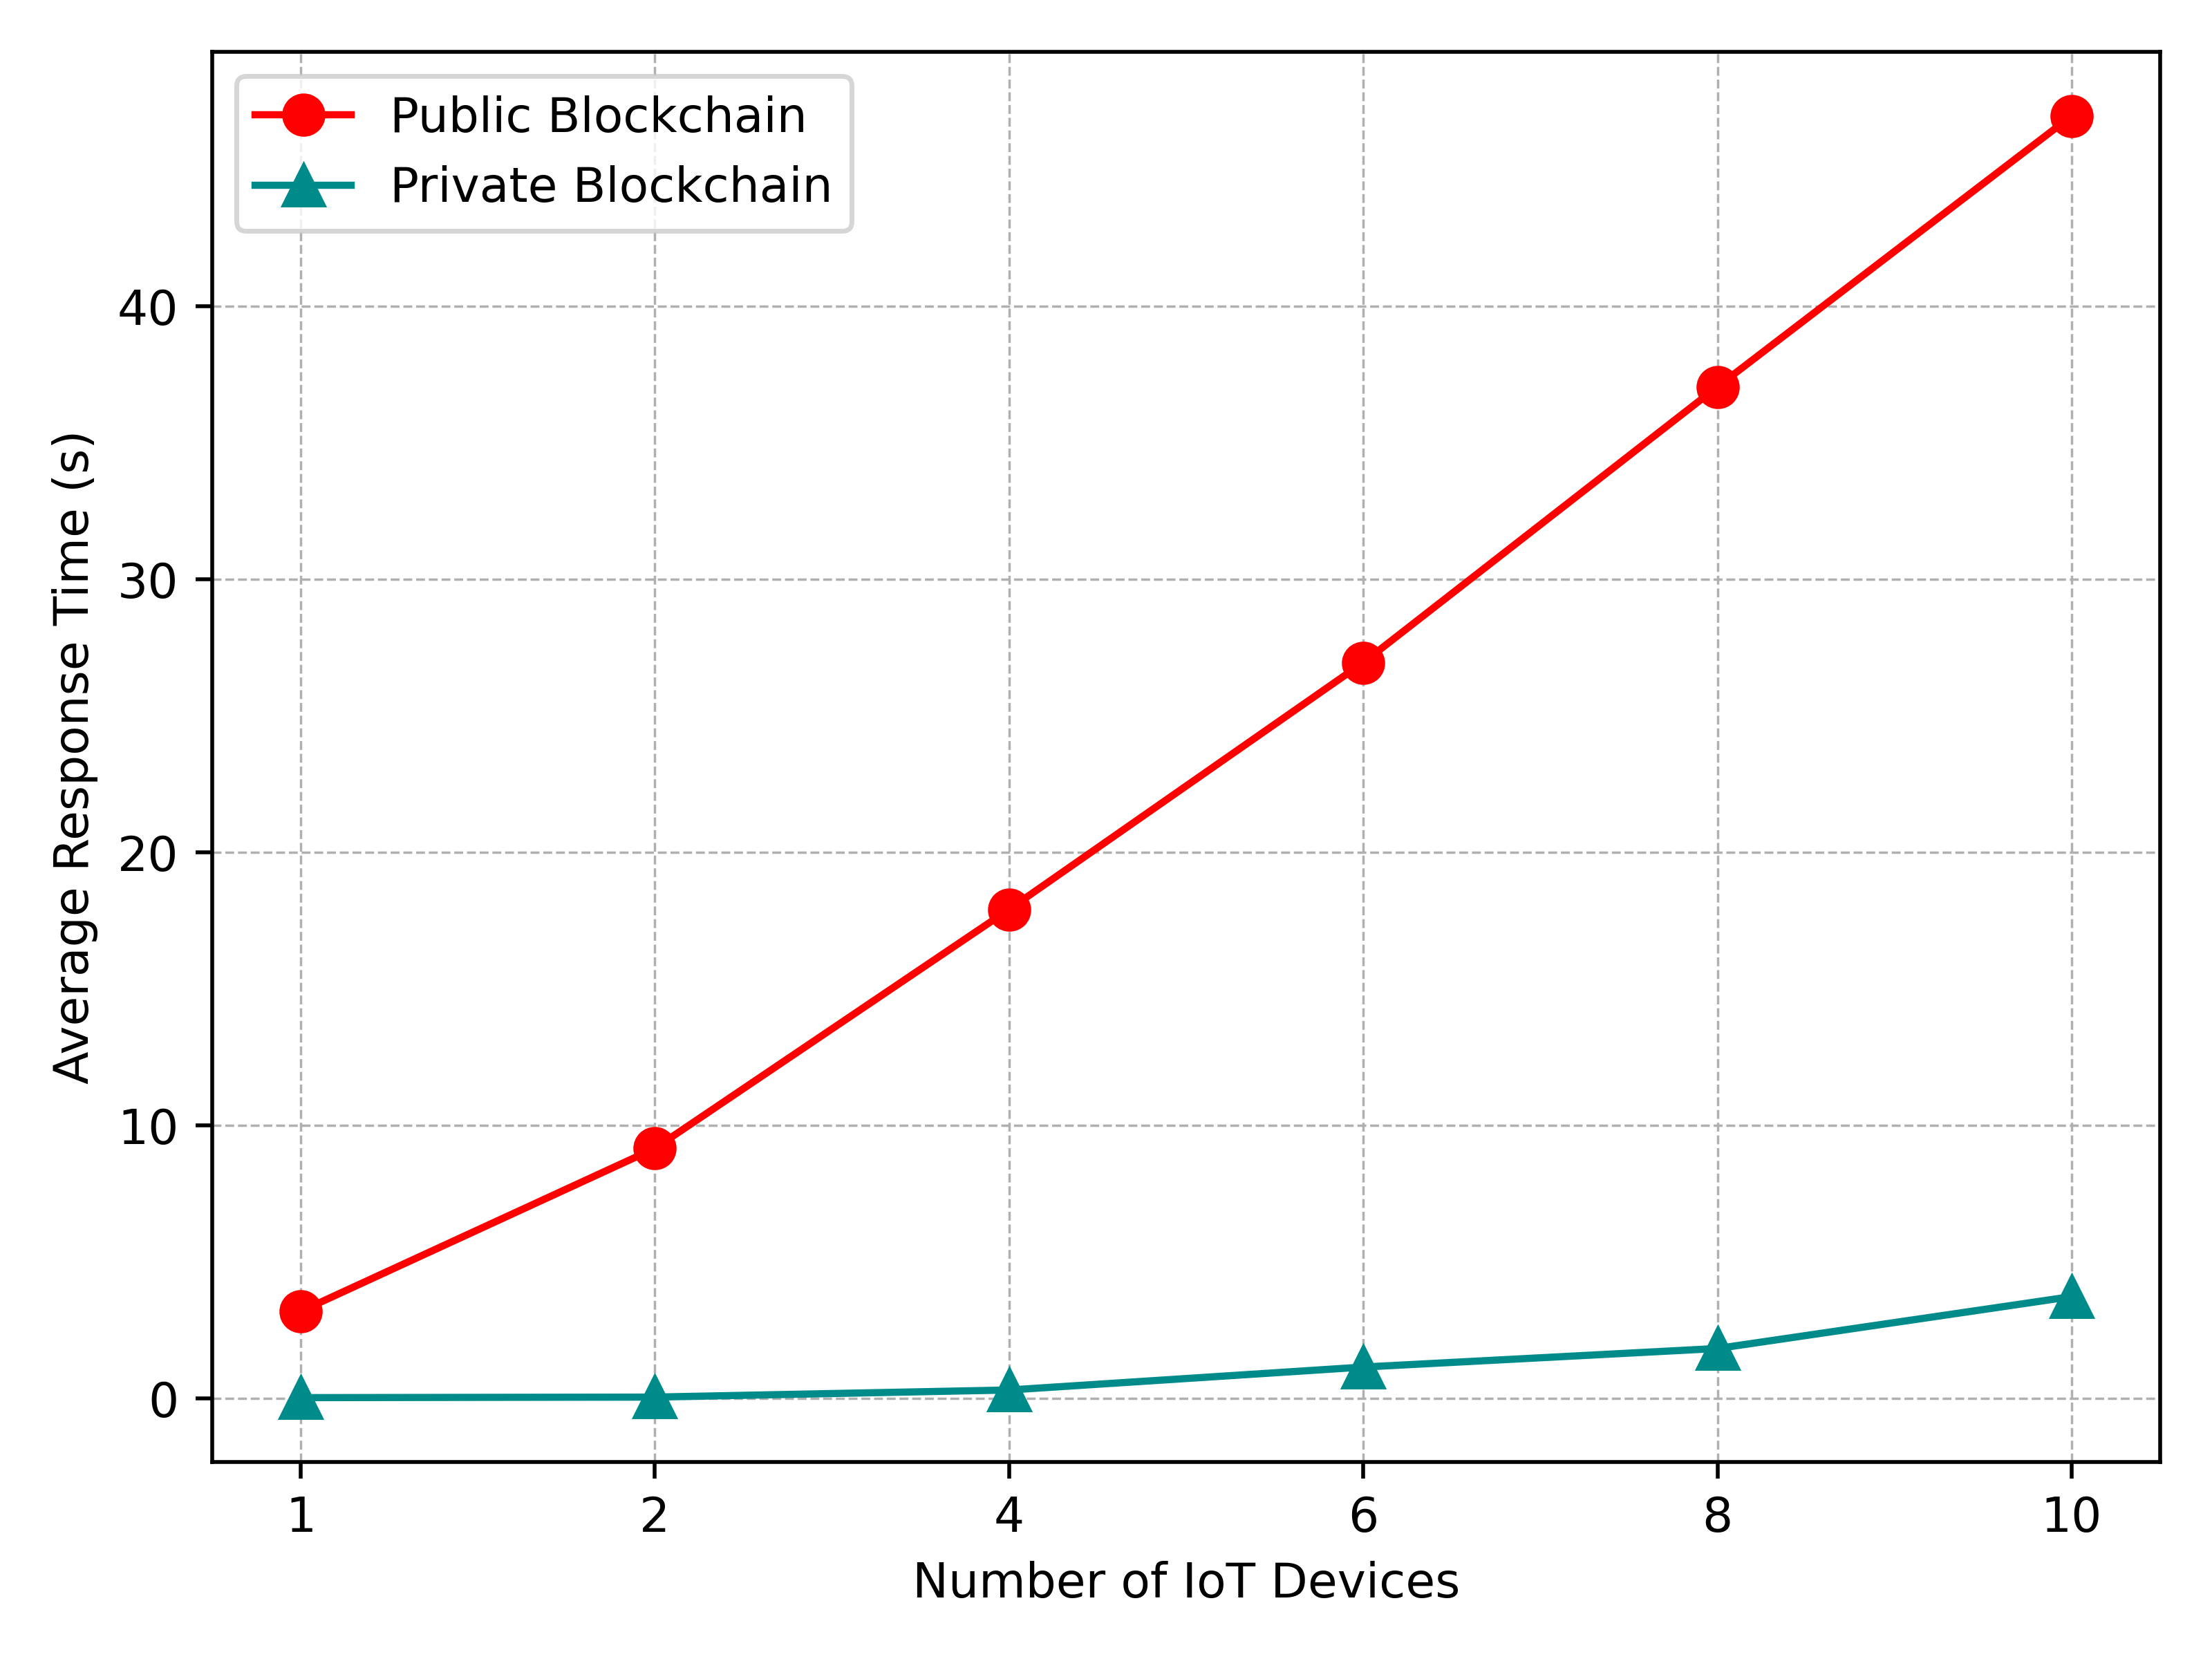 Public Blockchain
Private Blockchain
Average Response Time (s)
40
30
20
10
0
1 2 4 6 8 10
Number of IoT Devices